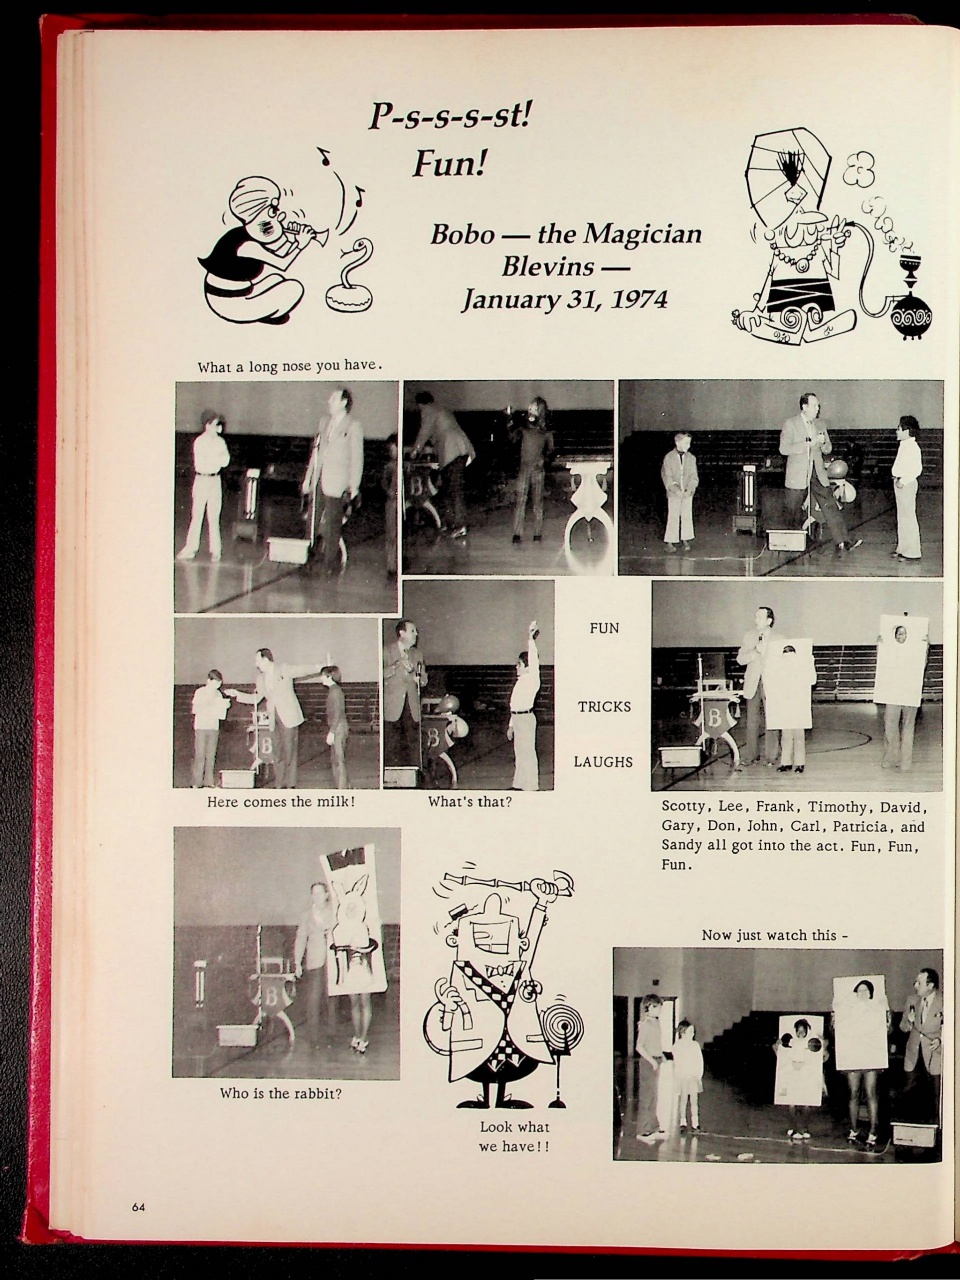 P-s-s-s-st!
Fun!
Bobo — the Magician
Blevins —
January 31, 1974
What a long nose you have.
B
B
B
FUN
TRICKS
LAUGHS
B
Here comes the milk!
What's that?
Scotty, Lee, Frank, Timothy, David,
Gary, Don, John, Carl, Patricia, and
Sandy all got into the act. Fun, Fun,
Fun.
B
Now just watch this -
Who is the rabbit?
Look what
we have!!
64